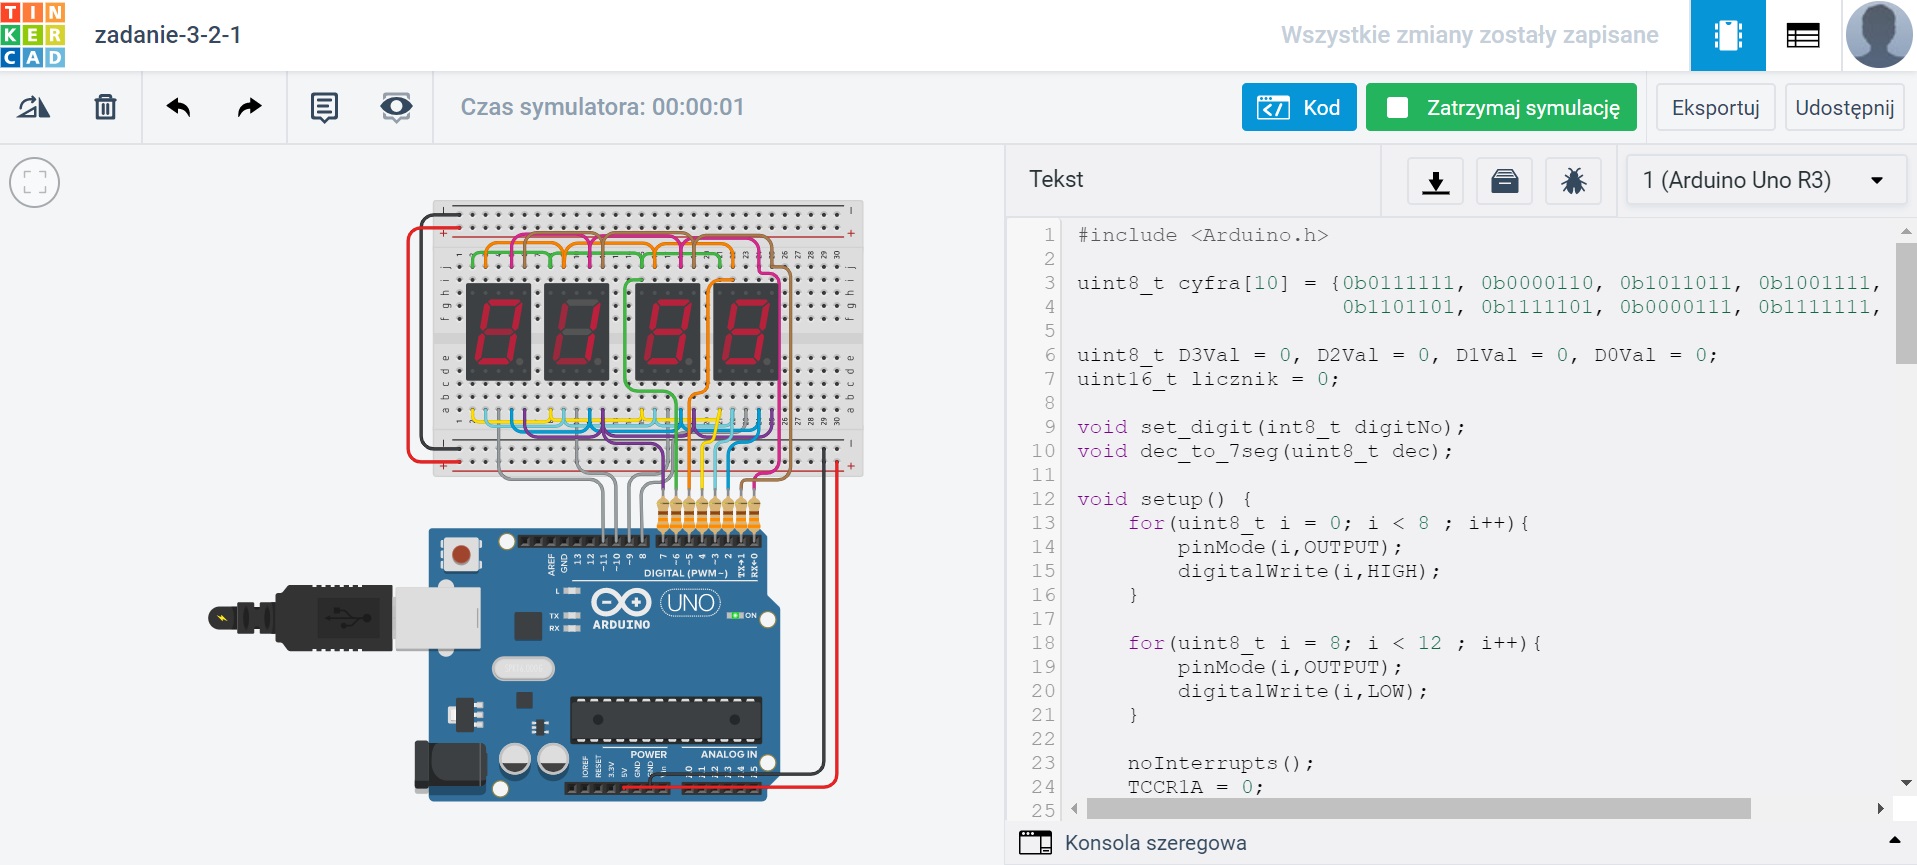 TIN
KER
CAD
zadanie-3-2-1
Wszystkie zmiany zostały zapisane
Czas symulatora: 00:00:01
Kod
Zatrzymaj symulację
Eksportuj
Udostępnij
Tekst
1 (Arduino Uno R3)
1 #include <Arduino.h>
2
3 uint8_t cyfra[10] = {0b0111111, 0b0000110, 0b1011011, 0b1001111,
4 0b1101101, 0b1111101, 0b0000111, 0b1111111,
5
6 uint8_t D3Val = 0, D2Val = 0, D1Val = 0, D0Val = 0;
7 uint16_t licznik = 0;
8
9 void set_digit(int8_t digitNo);
10 void dec_to_7seg(uint8_t dec);
11
12 void setup() {
13 for(uint8_t i = 0; i < 8 ; i++){
14 pinMode(i,OUTPUT);
15 digitalWrite(i,HIGH);
16 }
17
18 for(uint8_t i = 8; i < 12 ; i++){
19 pinMode(i,OUTPUT);
20 digitalWrite(i,LOW);
21 }
22
23 noInterrupts();
24 TCCR1A = 0;
25
Konsola szeregowa
AREF
GND
13
12
~11
~10
~9
8
7
~6
~5
4
~3
2
TX→1
RX←0
DIGITAL (PWM~)
L
TX
RX
ARDUINO
UNO
ON
POWER
ANALOG IN
IOREF
RESET
3.3V
5V
GND
GND